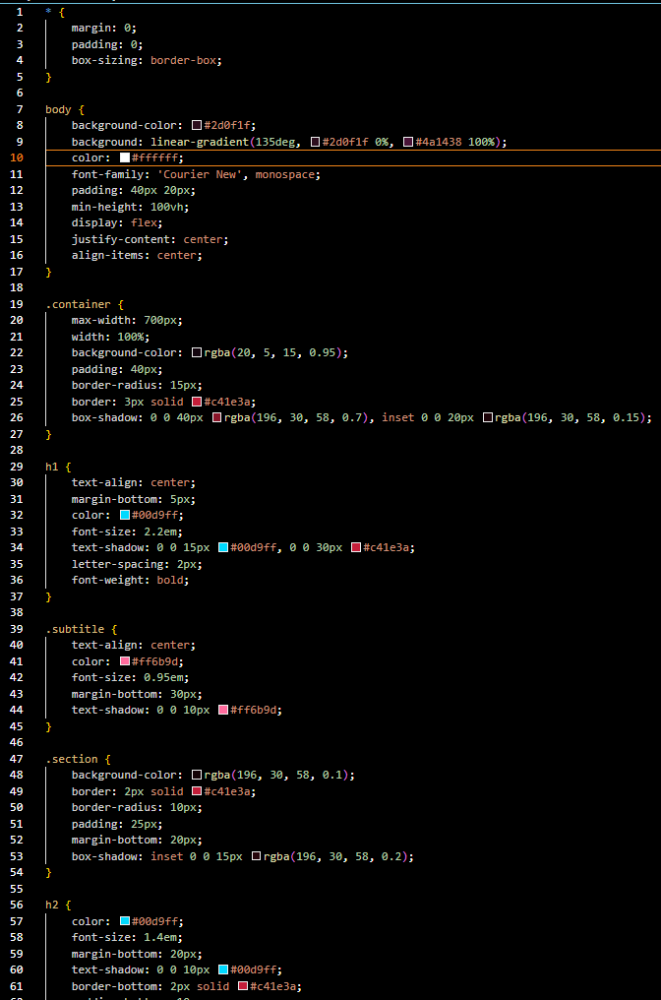 1 * {
2 margin: 0;
3 padding: 0;
4 box-sizing: border-box;
5 }
6
7 body {
8 background-color: #2d0f1f;
9 background: linear-gradient(135deg, #2d0f1f 0%, #4a1438 100%);
10 color: #ffffff;
11 font-family: 'Courier New', monospace;
12 padding: 40px 20px;
13 min-height: 100vh;
14 display: flex;
15 justify-content: center;
16 align-items: center;
17 }
18
19 .container {
20 max-width: 700px;
21 width: 100%;
22 background-color: rgba(20, 5, 15, 0.95);
23 padding: 40px;
24 border-radius: 15px;
25 border: 3px solid #c41e3a;
26 box-shadow: 0 0 40px rgba(196, 30, 58, 0.7), inset 0 0 20px rgba(196, 30, 58, 0.15);
27 }
28
29 h1 {
30 text-align: center;
31 margin-bottom: 5px;
32 color: #00d9ff;
33 font-size: 2.2em;
34 text-shadow: 0 0 15px #00d9ff, 0 0 30px #c41e3a;
35 letter-spacing: 2px;
36 font-weight: bold;
37 }
38
39 .subtitle {
40 text-align: center;
41 color: #ff6b9d;
42 font-size: 0.95em;
43 margin-bottom: 30px;
44 text-shadow: 0 0 10px #ff6b9d;
45 }
46
47 .section {
48 background-color: rgba(196, 30, 58, 0.1);
49 border: 2px solid #c41e3a;
50 border-radius: 10px;
51 padding: 25px;
52 margin-bottom: 20px;
53 box-shadow: inset 0 0 15px rgba(196, 30, 58, 0.2);
54 }
55
56 h2 {
57 color: #00d9ff;
58 font-size: 1.4em;
59 margin-bottom: 20px;
60 text-shadow: 0 0 10px #00d9ff;
61 border-bottom: 2px solid #c41e3a;